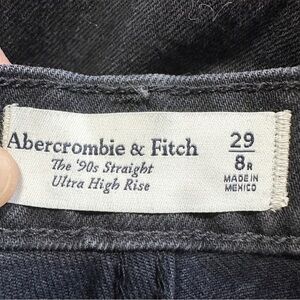 Abercrombie & Fitch
The '90s Straight
Ultra High Rise
29
8R
MADE IN
MEXICO